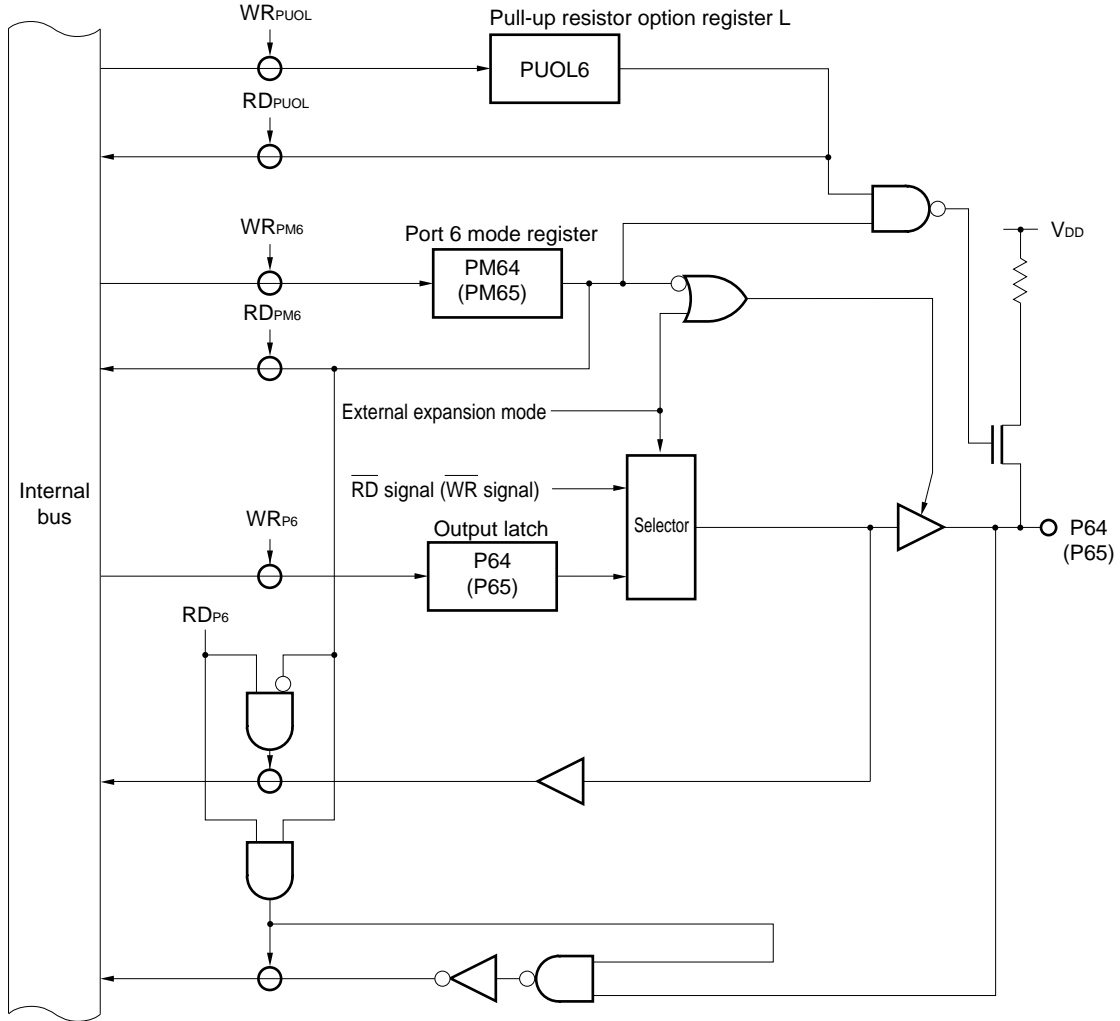 WRPUOL
Pull-up resistor option register L
PUOL6
RDPUOL
WRPM6
Port 6 mode register
PM64
(PM65)
VDD
RDPM6
External expansion mode
RD signal (WR signal)
Internal
bus
Selector
WRP6
Output latch
P64
(P65)
P64
(P65)
RDP6